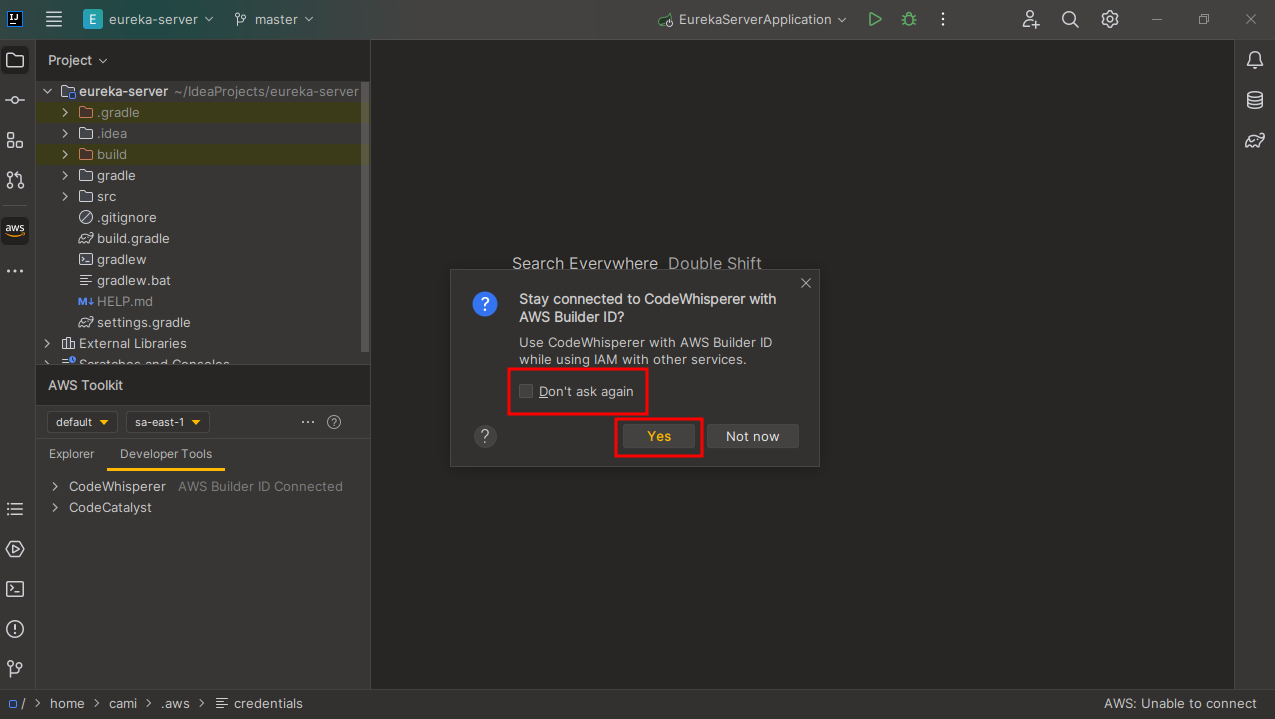 IJ
E eureka-server
master
EurekaServerApplication
Project
eureka-server ~/IdeaProjects/eureka-server
.gradle
.idea
build
gradle
src
.gitignore
build.gradle
gradlew
gradlew.bat
M↓ HELP.md
settings.gradle
External Libraries
Scratches and Consoles
aws
AWS Toolkit
default
sa-east-1
... ?
Explorer
Developer Tools
CodeWhisperer AWS Builder ID Connected
CodeCatalyst
Search Everywhere Double Shift
?
Stay connected to CodeWhisperer with
AWS Builder ID?
Use CodeWhisperer with AWS Builder ID
while using IAM with other services.
Don't ask again
?
Yes
Not now
/ > home > cami > .aws > credentials
AWS: Unable to connect